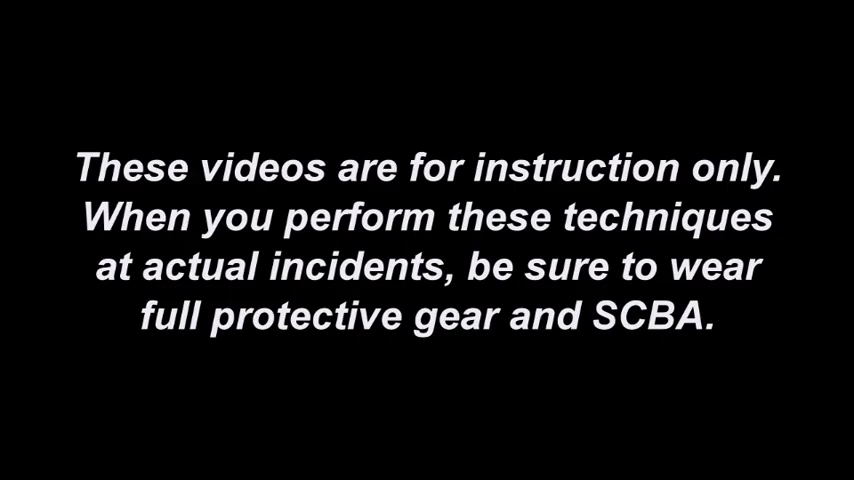 These videos are for instruction only.
When you perform these techniques
at actual incidents, be sure to wear
full protective gear and SCBA.